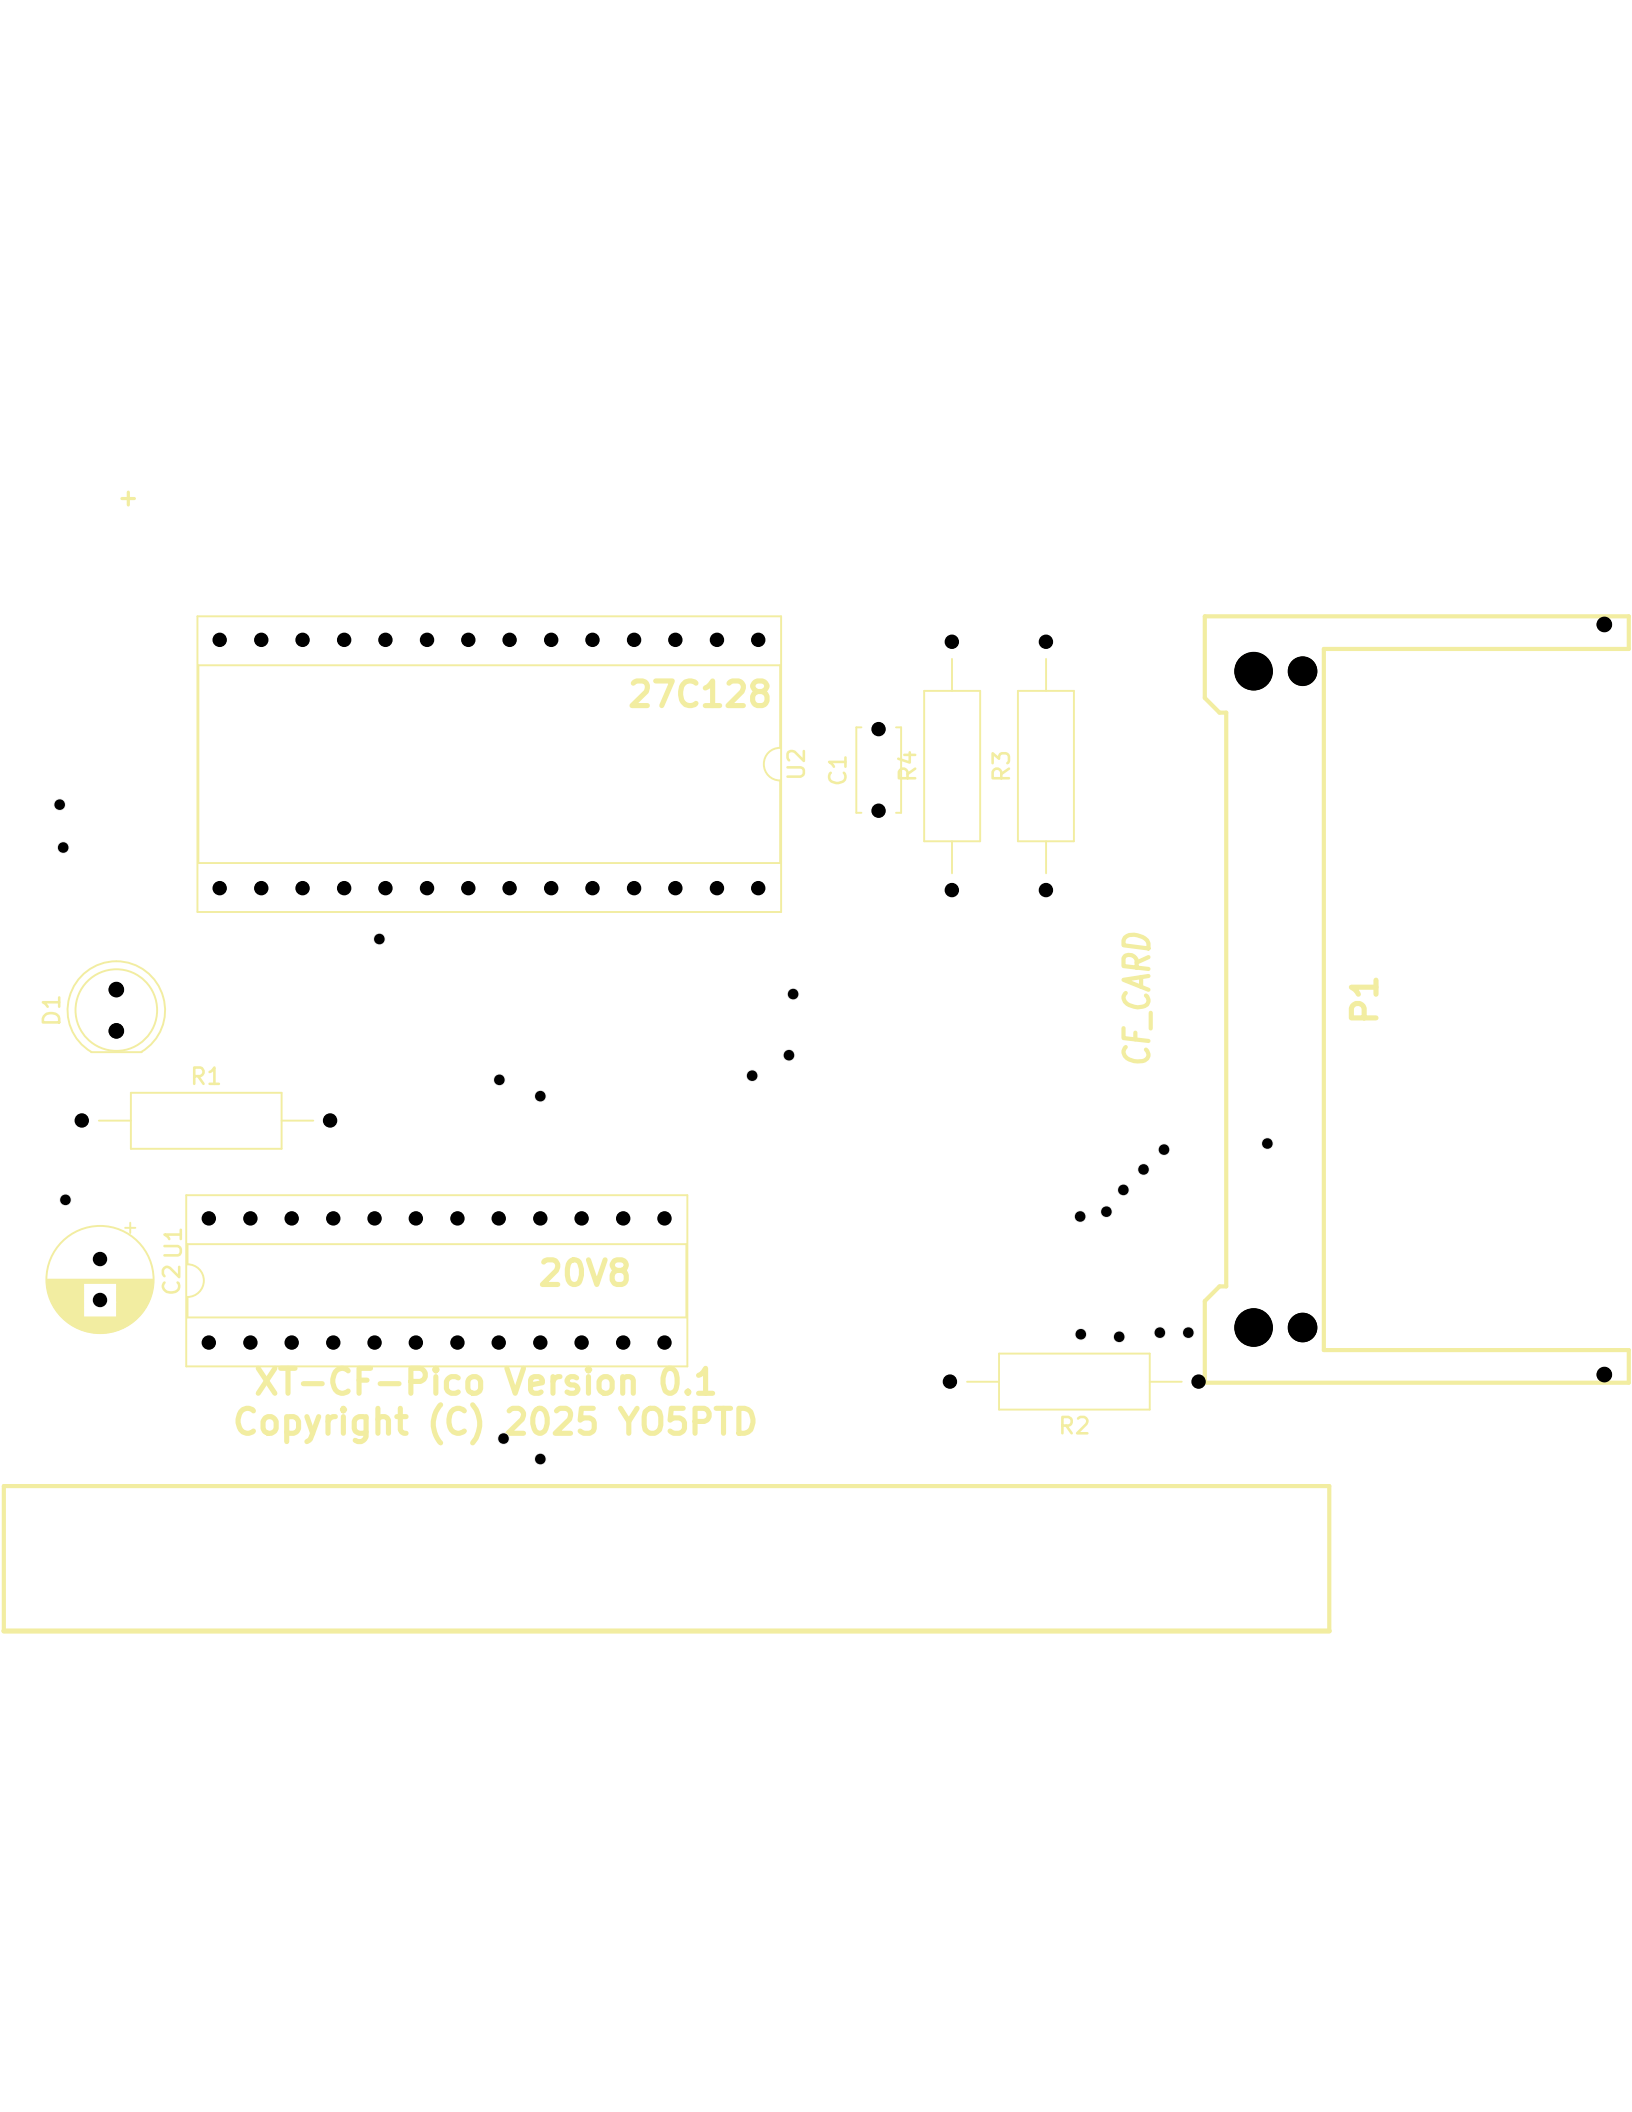 +
27C128
U2
C1
R4
R3
CF_CARD
P1
D1
R1
+
U1
C2
20V8
XT-CF-Pico Version 0.1
Copyright (C) 2025 YO5PTD
R2